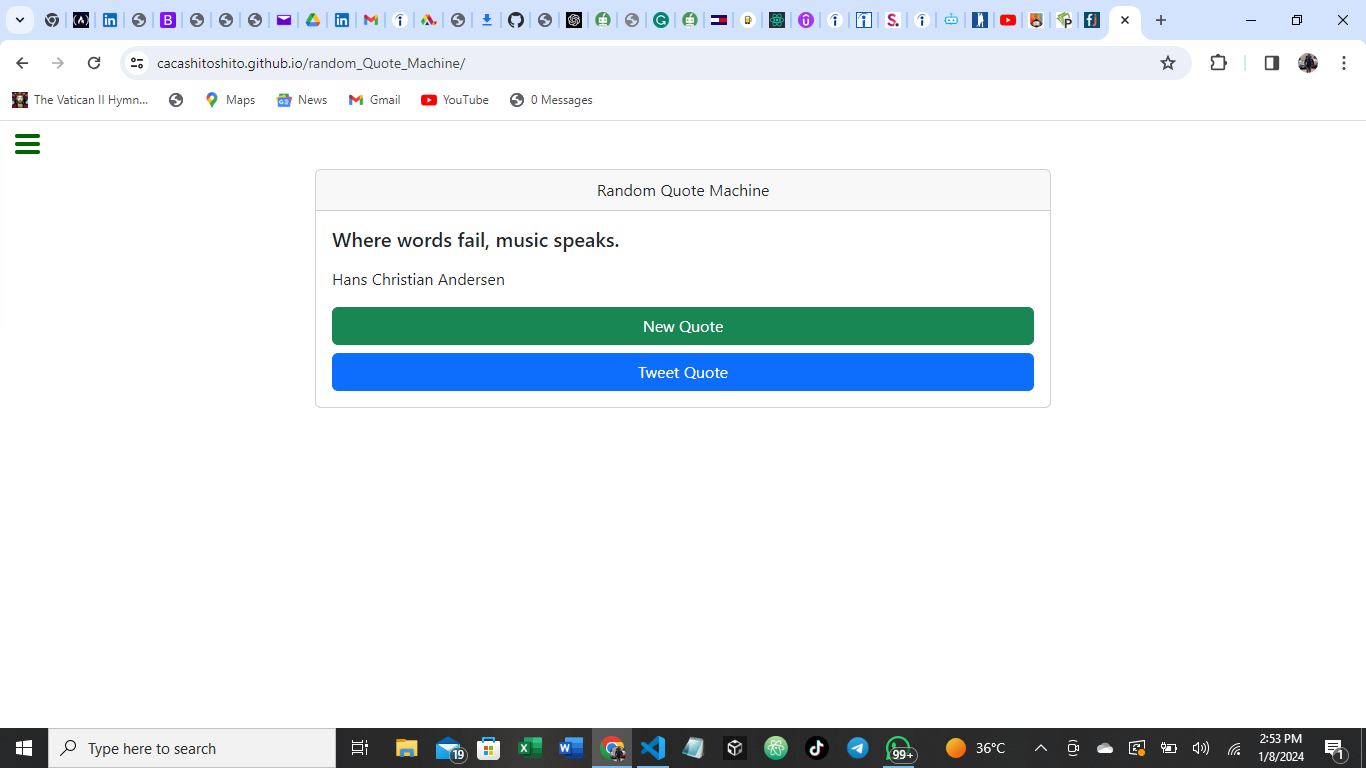 cacashitoshito.github.io/random_Quote_Machine/
The Vatican II Hymn...
Maps
News
Gmail
YouTube
0 Messages
Random Quote Machine
Where words fail, music speaks.
Hans Christian Andersen
New Quote
Tweet Quote
Type here to search
19
99+
36°C
2:53 PM
1/8/2024
1